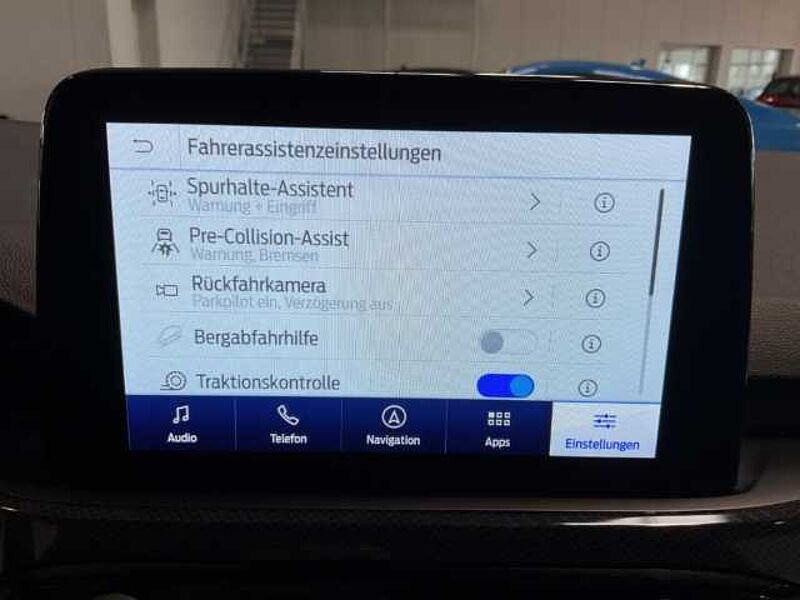 Fahrerassistenzeinstellungen
Spurhalte-Assistent
Warnung + Eingriff
Pre-Collision-Assist
Warnung, Bremsen
Rückfahrkamera
Parkpilot ein, Verzögerung aus
Bergabfahrhilfe
Traktionskontrolle
Audio
Telefon
Navigation
Apps
Einstellungen